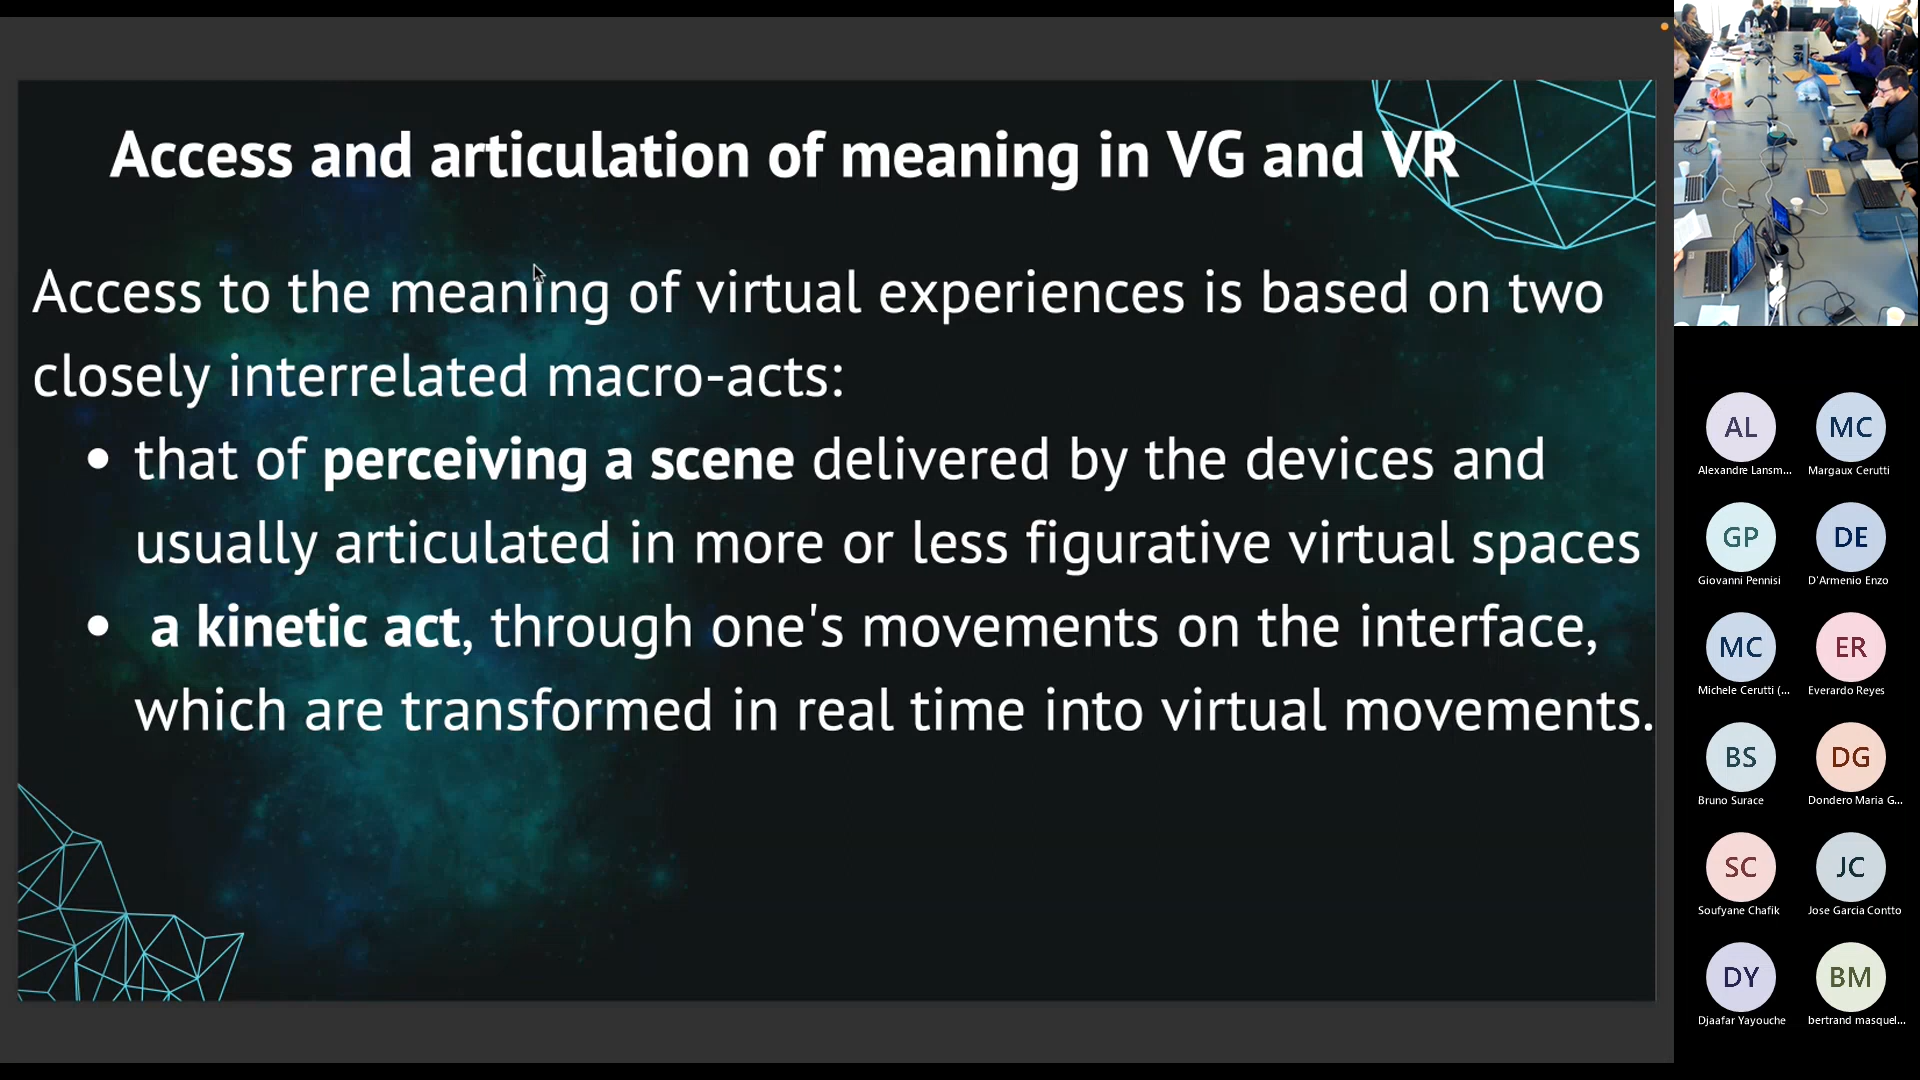 Access and articulation of meaning in VG and VR
Access to the meaning of virtual experiences is based on two
closely interrelated macro-acts:
• that of perceiving a scene delivered by the devices and
usually articulated in more or less figurative virtual spaces
• a kinetic act, through one's movements on the interface,
which are transformed in real time into virtual movements.
AL
Alexandre Lansm...
MC
Margaux Cerutti
GP
Giovanni Pennisi
DE
D'Armenio Enzo
MC
Michele Cerutti (...
ER
Everardo Reyes
BS
Bruno Surace
DG
Dondero Maria G...
SC
Soufyane Chafik
JC
Jose Garcia Contto
DY
Djaafar Yayouche
BM
bertrand masquel...